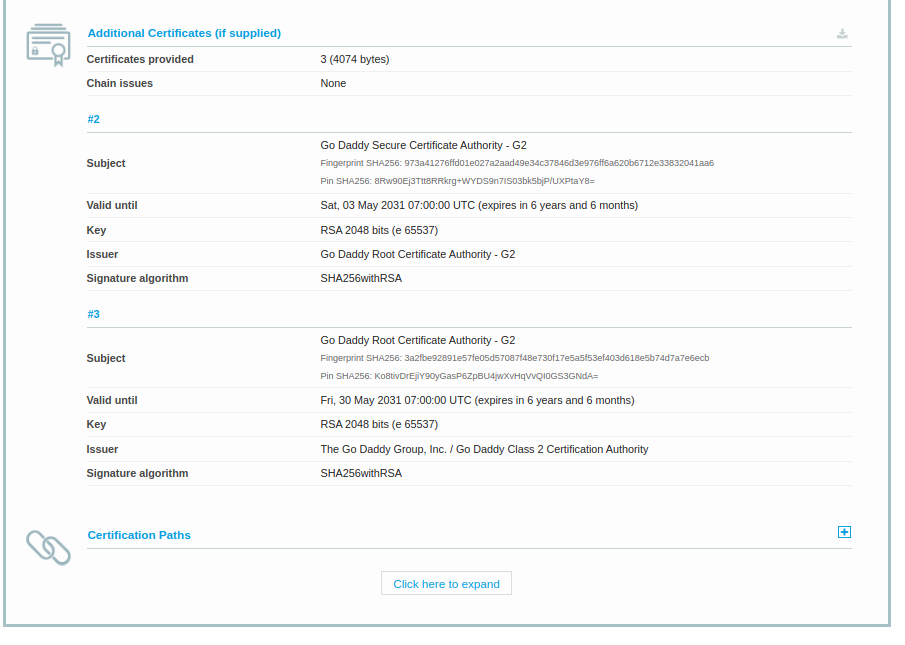 Additional Certificates (if supplied)
Certificates provided 3 (4074 bytes)
Chain issues None
#2
Subject Go Daddy Secure Certificate Authority - G2
Fingerprint SHA256: 973a41276ffd01e027a2aad49e34c37846d3e976ff6a620b6712e33832041aa6
Pin SHA256: 8Rw90Ej3Ttt8RRkrg+WYDS9n7IS03bk5bjP/UXPtaY8=
Valid until Sat, 03 May 2031 07:00:00 UTC (expires in 6 years and 6 months)
Key RSA 2048 bits (e 65537)
Issuer Go Daddy Root Certificate Authority - G2
Signature algorithm SHA256withRSA
#3
Subject Go Daddy Root Certificate Authority - G2
Fingerprint SHA256: 3a2fbe92891e57fe05d57087f48e730f17e5a5f53ef403d618e5b74d7a7e6ecb
Pin SHA256: Ko8tivDrEjiY90yGasP6ZpBU4jwXvHqVvQI0GS3GNdA=
Valid until Fri, 30 May 2031 07:00:00 UTC (expires in 6 years and 6 months)
Key RSA 2048 bits (e 65537)
Issuer The Go Daddy Group, Inc. / Go Daddy Class 2 Certification Authority
Signature algorithm SHA256withRSA
Certification Paths
Click here to expand